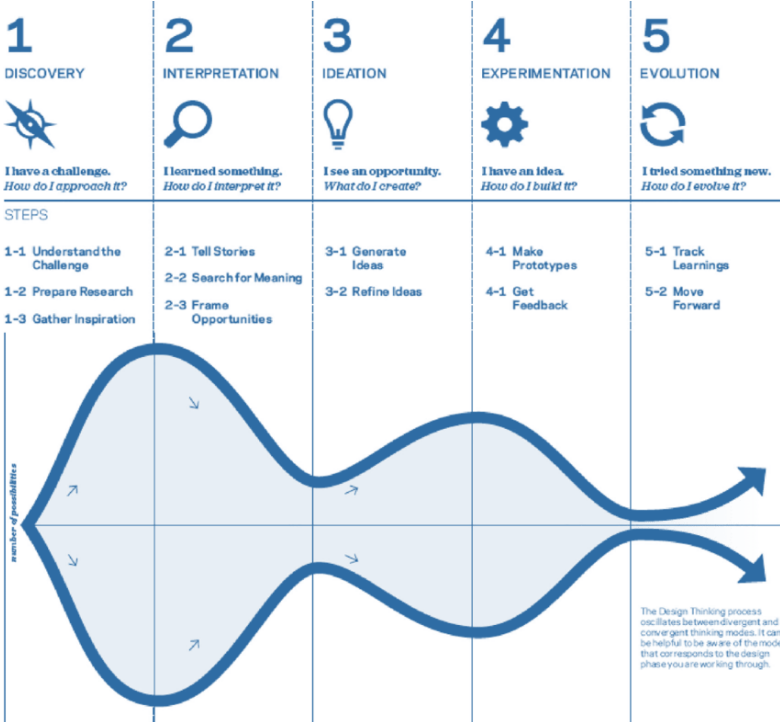 1
DISCOVERY
I have a challenge.
How do I approach it?
2
INTERPRETATION
I learned something.
How do I interpret it?
3
IDEATION
I see an opportunity.
What do I create?
4
EXPERIMENTATION
I have an idea.
How do I build it?
5
EVOLUTION
I tried something new.
How do I evolve it?
STEPS
1-1 Understand the
Challenge
1-2 Prepare Research
1-3 Gather Inspiration
2-1 Tell Stories
2-2 Search for Meaning
2-3 Frame
Opportunities
3-1 Generate
Ideas
3-2 Refine Ideas
4-1 Make
Prototypes
4-1 Get
Feedback
5-1 Track
Learnings
5-2 Move
Forward
number of possibilities
The Design Thinking process
oscillates between divergent and
convergent thinking modes. It can
be helpful to be aware of the mode
that corresponds to the design
phase you are working through.